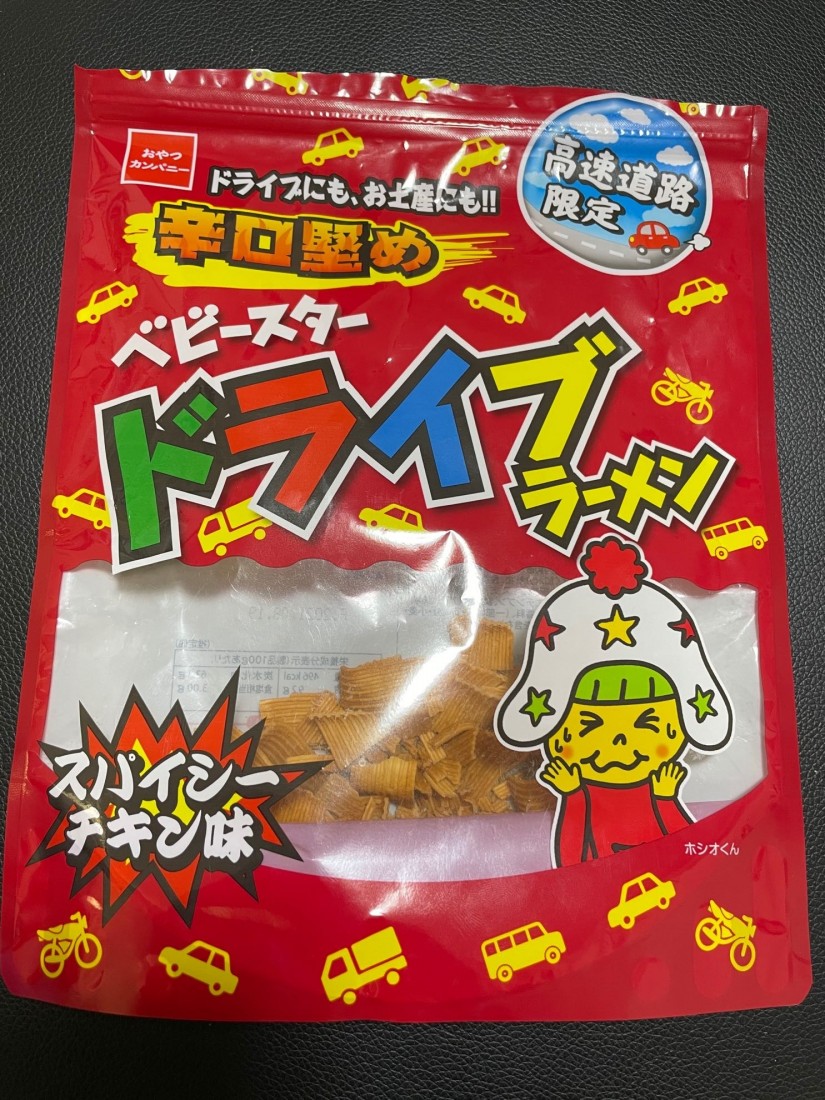 おやつ
カンパニー
ドライブにも、お土産にも!!
高速道路
限定
辛口堅め
ベビースター
ドライブ
ラーメン
スパイシー
チキン味
ホシオくん